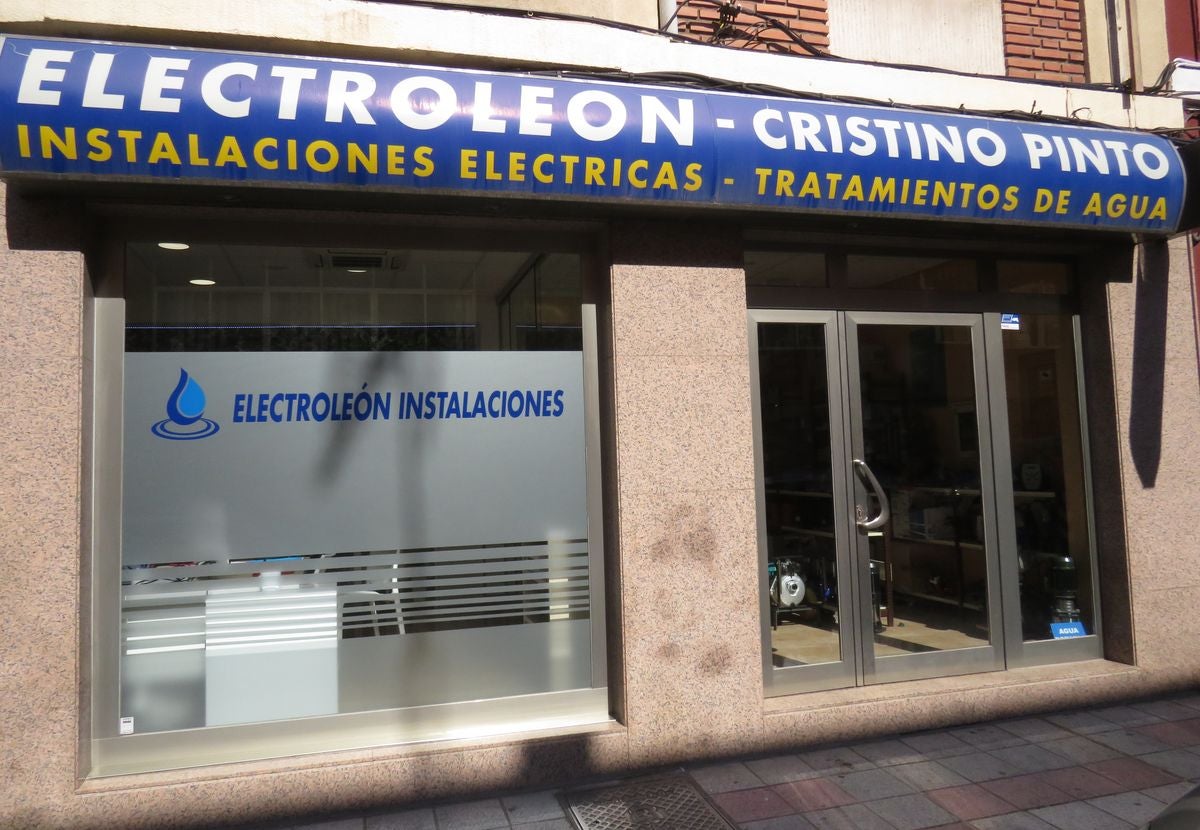 ELECTROLEON - CRISTINO PINTO
INSTALACIONES ELECTRICAS - TRATAMIENTOS DE AGUA
ELECTROLEÓN INSTALACIONES
AGUA